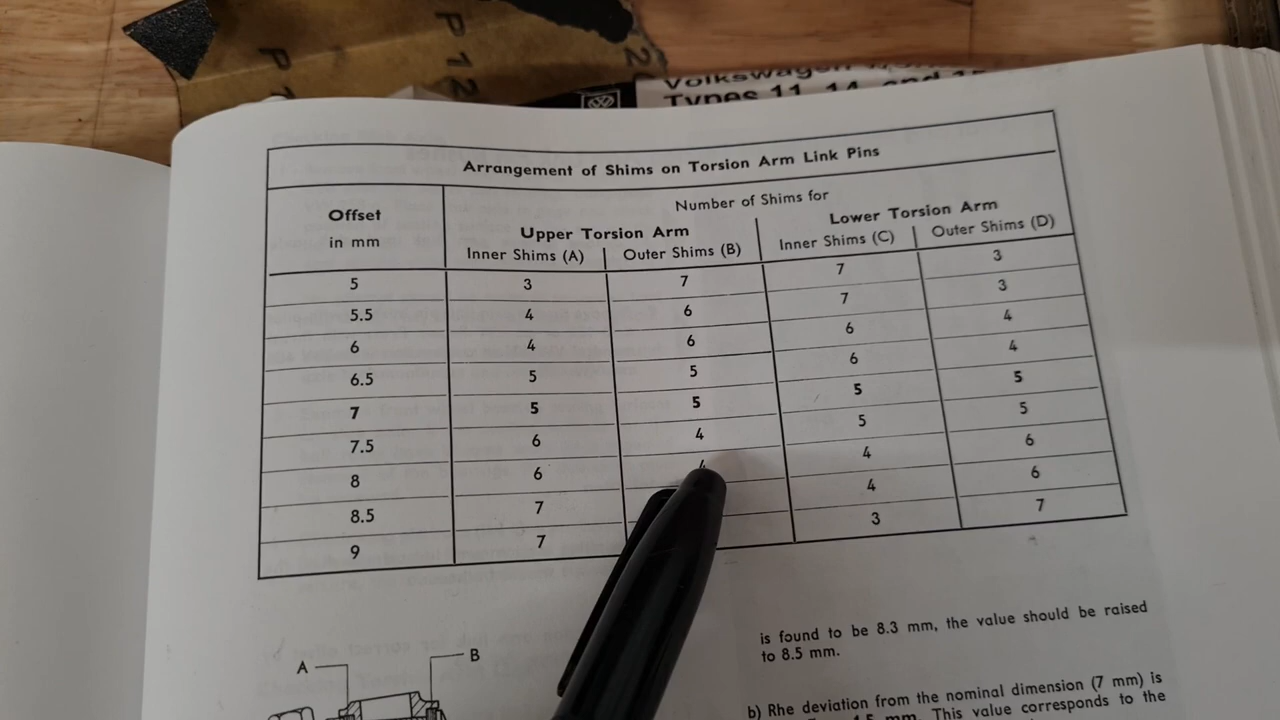 P 1
P 12
Volkswagen
Types 11, 14 and 15
Arrangement of Shims on Torsion Arm Link Pins
Offset
in mm
Number of Shims for
Upper Torsion Arm
Lower Torsion Arm
Inner Shims (A)
Outer Shims (B)
Inner Shims (C)
Outer Shims (D)
5 3 7 7 3
5.5 4 6 7 3
6 4 6 6 4
6.5 5 5 6 4
7 5 5 5 5
7.5 6 4 5 5
8 6 4 4 6
8.5 7 4 6
9 7 3 7
A
B
is found to be 8.3 mm, the value should be raised
to 8.5 mm.
b) Rhe deviation from the nominal dimension (7 mm) is
mm. This value corresponds to the